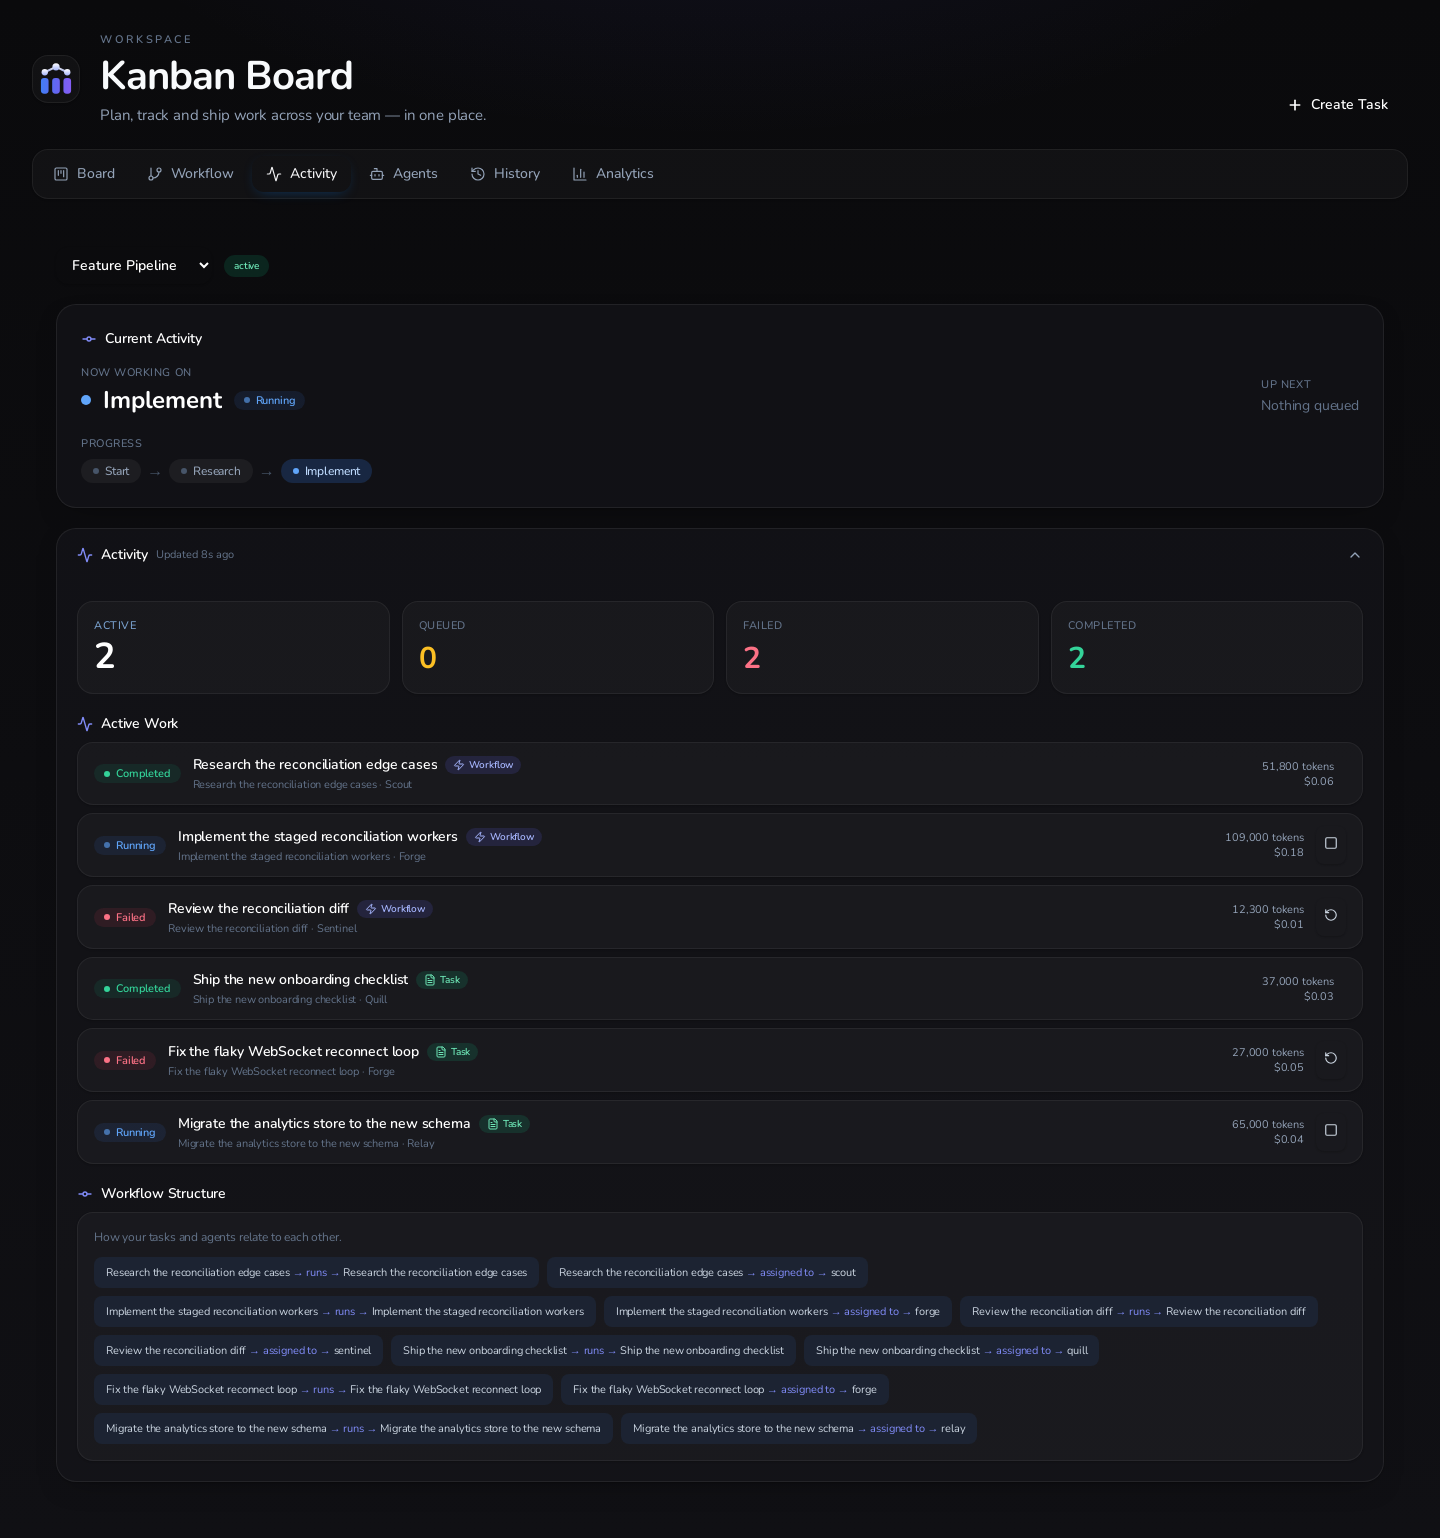 WORKSPACE
Kanban Board
Plan, track and ship work across your team — in one place.
Create Task
Board
Workflow
Activity
Agents
History
Analytics
Feature Pipeline
active
Current Activity
NOW WORKING ON
Implement
Running
UP NEXT
Nothing queued
PROGRESS
Start → Research → Implement
Activity Updated 8s ago
ACTIVE
2
QUEUED
0
FAILED
2
COMPLETED
2
Active Work
Completed
Research the reconciliation edge cases
Workflow
Research the reconciliation edge cases · Scout
51,800 tokens
$0.06
Running
Implement the staged reconciliation workers
Workflow
Implement the staged reconciliation workers · Forge
109,000 tokens
$0.18
Failed
Review the reconciliation diff
Workflow
Review the reconciliation diff · Sentinel
12,300 tokens
$0.01
Completed
Ship the new onboarding checklist
Task
Ship the new onboarding checklist · Quill
37,000 tokens
$0.03
Failed
Fix the flaky WebSocket reconnect loop
Task
Fix the flaky WebSocket reconnect loop · Forge
27,000 tokens
$0.05
Running
Migrate the analytics store to the new schema
Task
Migrate the analytics store to the new schema · Relay
65,000 tokens
$0.04
Workflow Structure
How your tasks and agents relate to each other.
Research the reconciliation edge cases → runs → Research the reconciliation edge cases
Research the reconciliation edge cases → assigned to → scout
Implement the staged reconciliation workers → runs → Implement the staged reconciliation workers
Implement the staged reconciliation workers → assigned to → forge
Review the reconciliation diff → runs → Review the reconciliation diff
Review the reconciliation diff → assigned to → sentinel
Ship the new onboarding checklist → runs → Ship the new onboarding checklist
Ship the new onboarding checklist → assigned to → quill
Fix the flaky WebSocket reconnect loop → runs → Fix the flaky WebSocket reconnect loop
Fix the flaky WebSocket reconnect loop → assigned to → forge
Migrate the analytics store to the new schema → runs → Migrate the analytics store to the new schema
Migrate the analytics store to the new schema → assigned to → relay